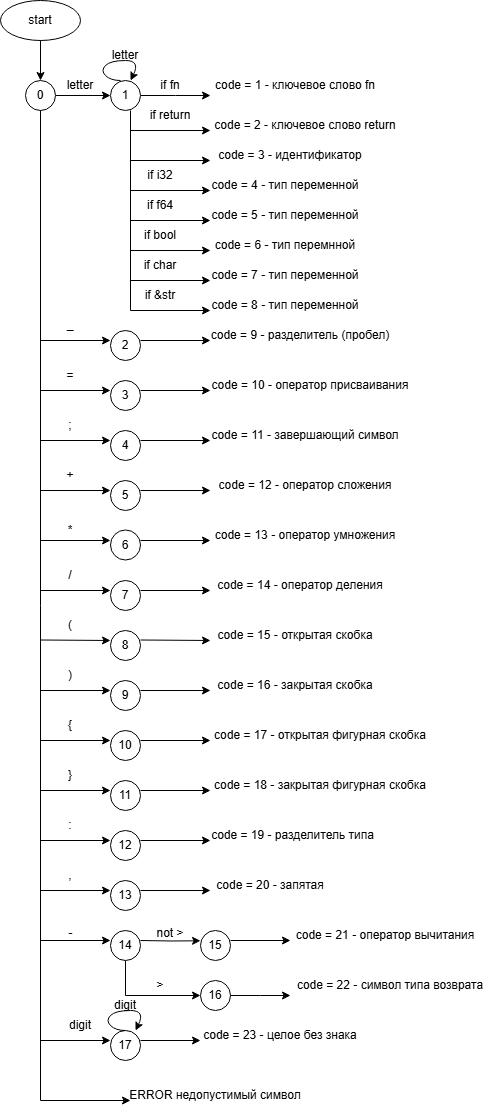 start
letter
0
letter
1
if fn
code = 1 - ключевое слово fn
if return
code = 2 - ключевое слово return
code = 3 - идентификатор
if i32
code = 4 - тип переменной
if f64
code = 5 - тип переменной
if bool
code = 6 - тип перемнной
if char
code = 7 - тип переменной
if &str
code = 8 - тип переменной
_
2
code = 9 - разделитель (пробел)
=
3
code = 10 - оператор присваивания
;
4
code = 11 - завершающий символ
+
5
code = 12 - оператор сложения
*
6
code = 13 - оператор умножения
/
7
code = 14 - оператор деления
(
8
code = 15 - открытая скобка
)
9
code = 16 - закрытая скобка
{
10
code = 17 - открытая фигурная скобка
}
11
code = 18 - закрытая фигурная скобка
:
12
code = 19 - разделитель типа
,
13
code = 20 - запятая
-
14
not >
15
code = 21 - оператор вычитания
>
16
code = 22 - символ типа возврата
digit
digit
17
code = 23 - целое без знака
ERROR недопустимый символ